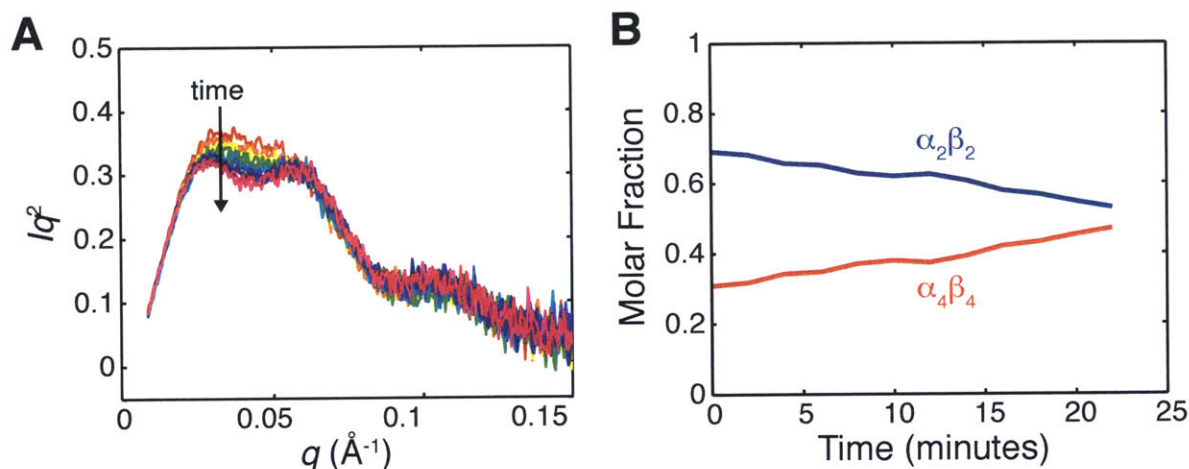 A
0.5
0.4
0.3
0.2
0.1
0
Iq²
time
0
0.05
0.1
0.15
q (Å⁻¹)
B
1
0.8
0.6
0.4
0.2
0
Molar Fraction
α₂β₂
α₄β₄
0
5
10
15
20
25
Time (minutes)